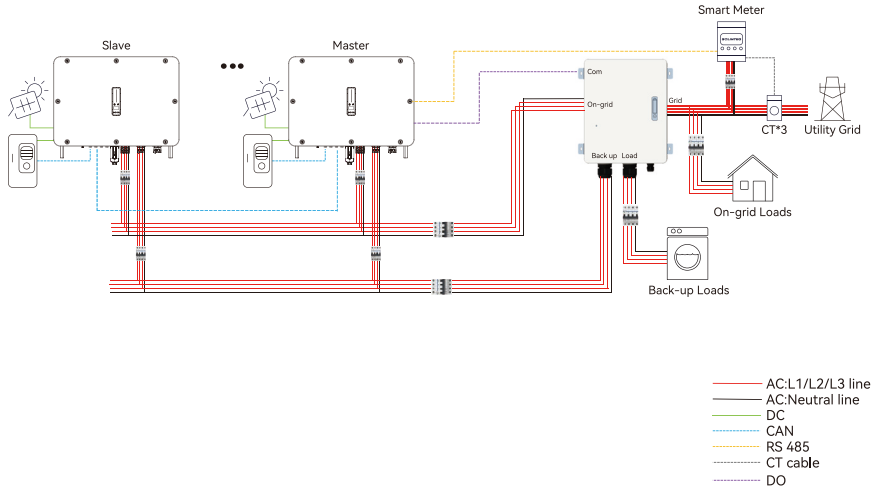 Smart Meter
Slave
Master
SOLINTEG
Com
On-grid
Grid
CT*3
Utility Grid
Back up
Load
On-grid Loads
Back-up Loads
AC:L1/L2/L3 line
AC:Neutral line
DC
CAN
RS 485
CT cable
DO